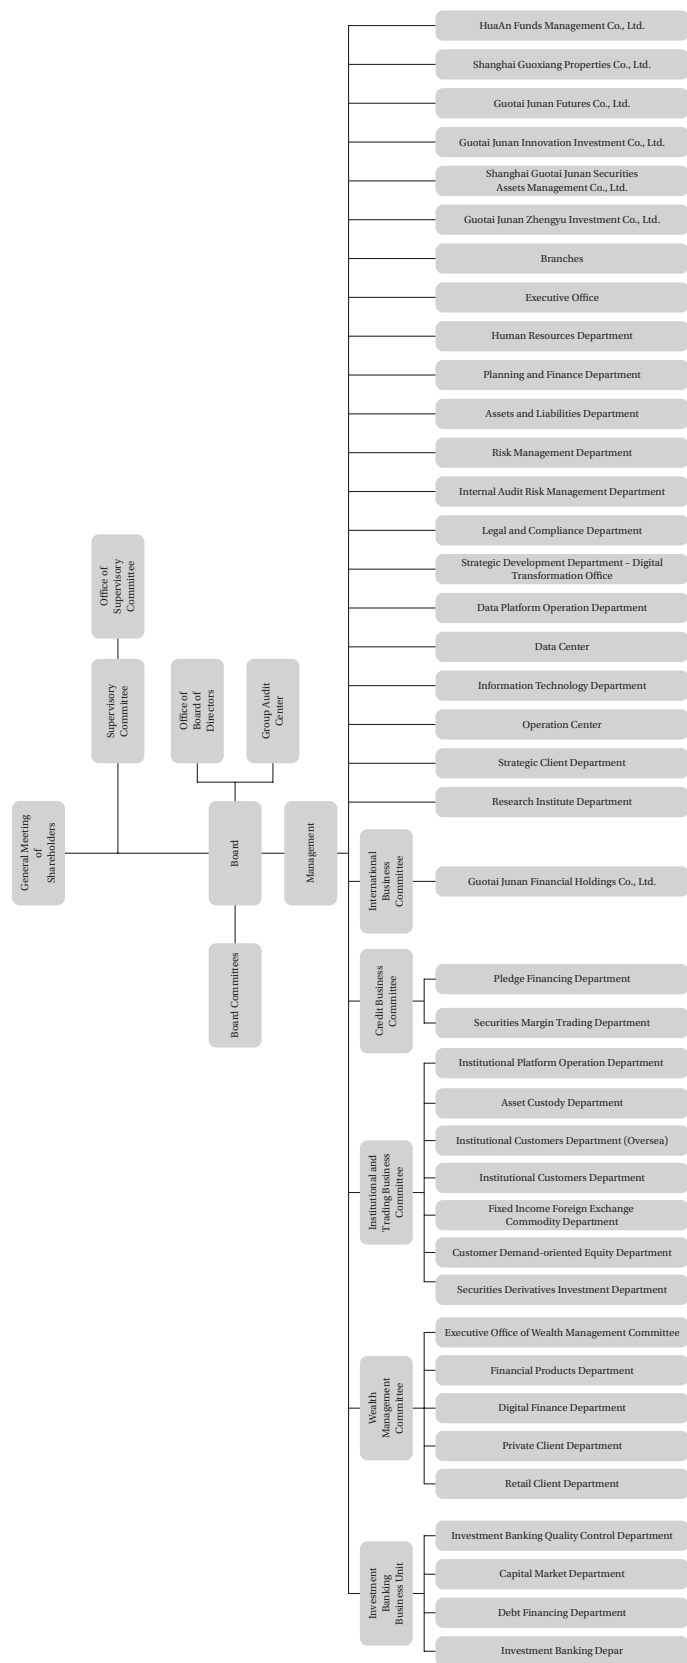 HuaAn Funds Management Co., Ltd.
Shanghai Guoxiang Properties Co., Ltd.
Guotai Junan Futures Co., Ltd.
Guotai Junan Innovation Investment Co., Ltd.
Shanghai Guotai Junan Securities
Assets Management Co., Ltd.
Guotai Junan Zhengyu Investment Co., Ltd.
Branches
Executive Office
Human Resources Department
Planning and Finance Department
Assets and Liabilities Department
Risk Management Department
Internal Audit Risk Management Department
Legal and Compliance Department
Strategic Development Department – Digital
Transformation Office
Data Platform Operation Department
Data Center
Information Technology Department
Operation Center
Strategic Client Department
Research Institute Department
Office of
Supervisory
Committee
Supervisory
Committee
Office of
Board of
Directors
Group Audit
Center
General Meeting
of
Shareholders
Board
Management
Board Committees
International
Business
Committee
Guotai Junan Financial Holdings Co., Ltd.
Credit Business
Committee
Pledge Financing Department
Securities Margin Trading Department
Institutional and
Trading Business
Committee
Institutional Platform Operation Department
Asset Custody Department
Institutional Customers Department (Oversea)
Institutional Customers Department
Fixed Income Foreign Exchange
Commodity Department
Customer Demand-oriented Equity Department
Securities Derivatives Investment Department
Wealth
Management
Committee
Executive Office of Wealth Management Committee
Financial Products Department
Digital Finance Department
Private Client Department
Retail Client Department
Investment
Banking
Business Unit
Investment Banking Quality Control Department
Capital Market Department
Debt Financing Department
Investment Banking Depar